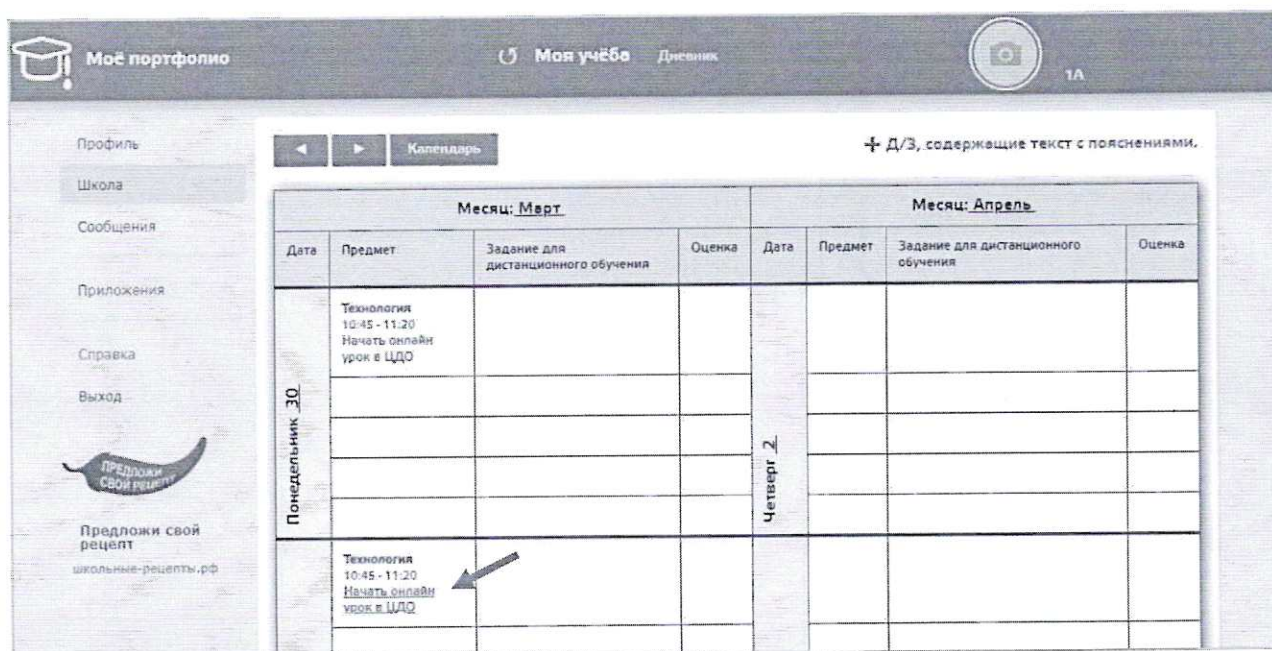 Моё портфолио
Моя учёба Дневник
1А
Профиль
Школа
Сообщения
Приложения
Справка
Выход
ПРЕДЛОЖИ
СВОЙ РЕЦЕПТ
Предложи свой
рецепт
школьные-рецепты.рф
Календарь
+ Д/З, содержащие текст с пояснениями.
Месяц: Март Месяц: Апрель
Дата Предмет Задание для дистанционного обучения Оценка Дата Предмет Задание для дистанционного обучения Оценка
Понедельник 30
Технология
10:45 - 11:20
Начать онлайн
урок в ЦДО
Четверг 2
Технология
10:45 - 11:20
Начать онлайн
урок в ЦДО